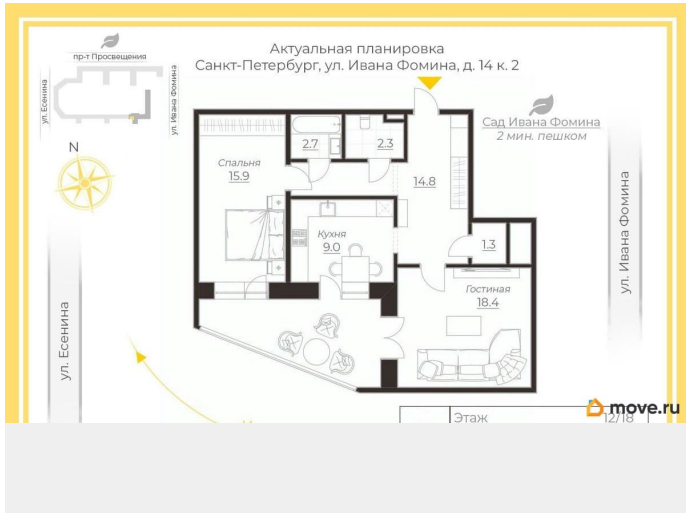 Актуальная планировка
Санкт-Петербург, ул. Ивана Фомина, д. 14 к. 2
пр-т Просвещения
ул. Есенина
ул. Ивана Фомина
Сад Ивана Фомина
2 мин. пешком
N
Спальня
15.9
2.7
2.3
14.8
Кухня
9.0
1.3
Гостиная
18.4
ул. Есенина
ул. Ивана Фомина
Этаж
12/18
move.ru